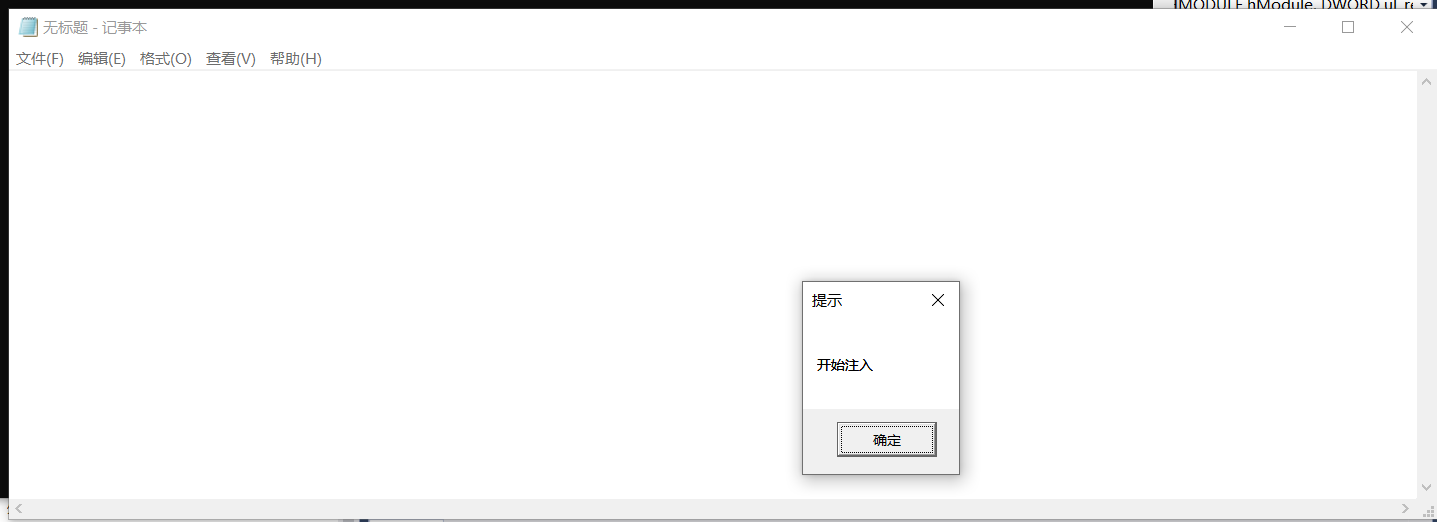 HMODULE hModule, DWORD ul_re
无标题 - 记事本
文件(F) 编辑(E) 格式(O) 查看(V) 帮助(H)
提示
开始注入
确定